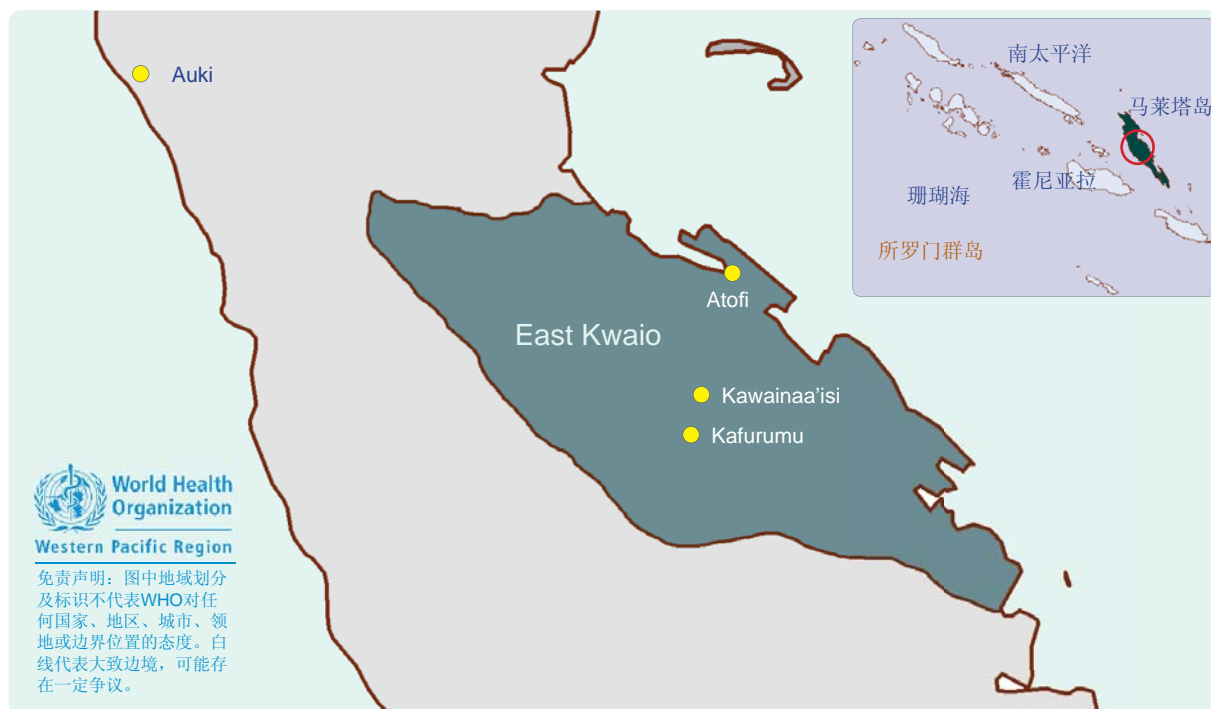 Auki
南太平洋
马莱塔岛
霍尼亚拉
珊瑚海
所罗门群岛
Atofi
East Kwaio
Kawainaa'isi
Kafurumu
World Health
Organization
Western Pacific Region
免责声明：图中地域划分
及标识不代表WHO对任
何国家、地区、城市、领
地或边界位置的态度。白
线代表大致边境，可能存
在一定争议。